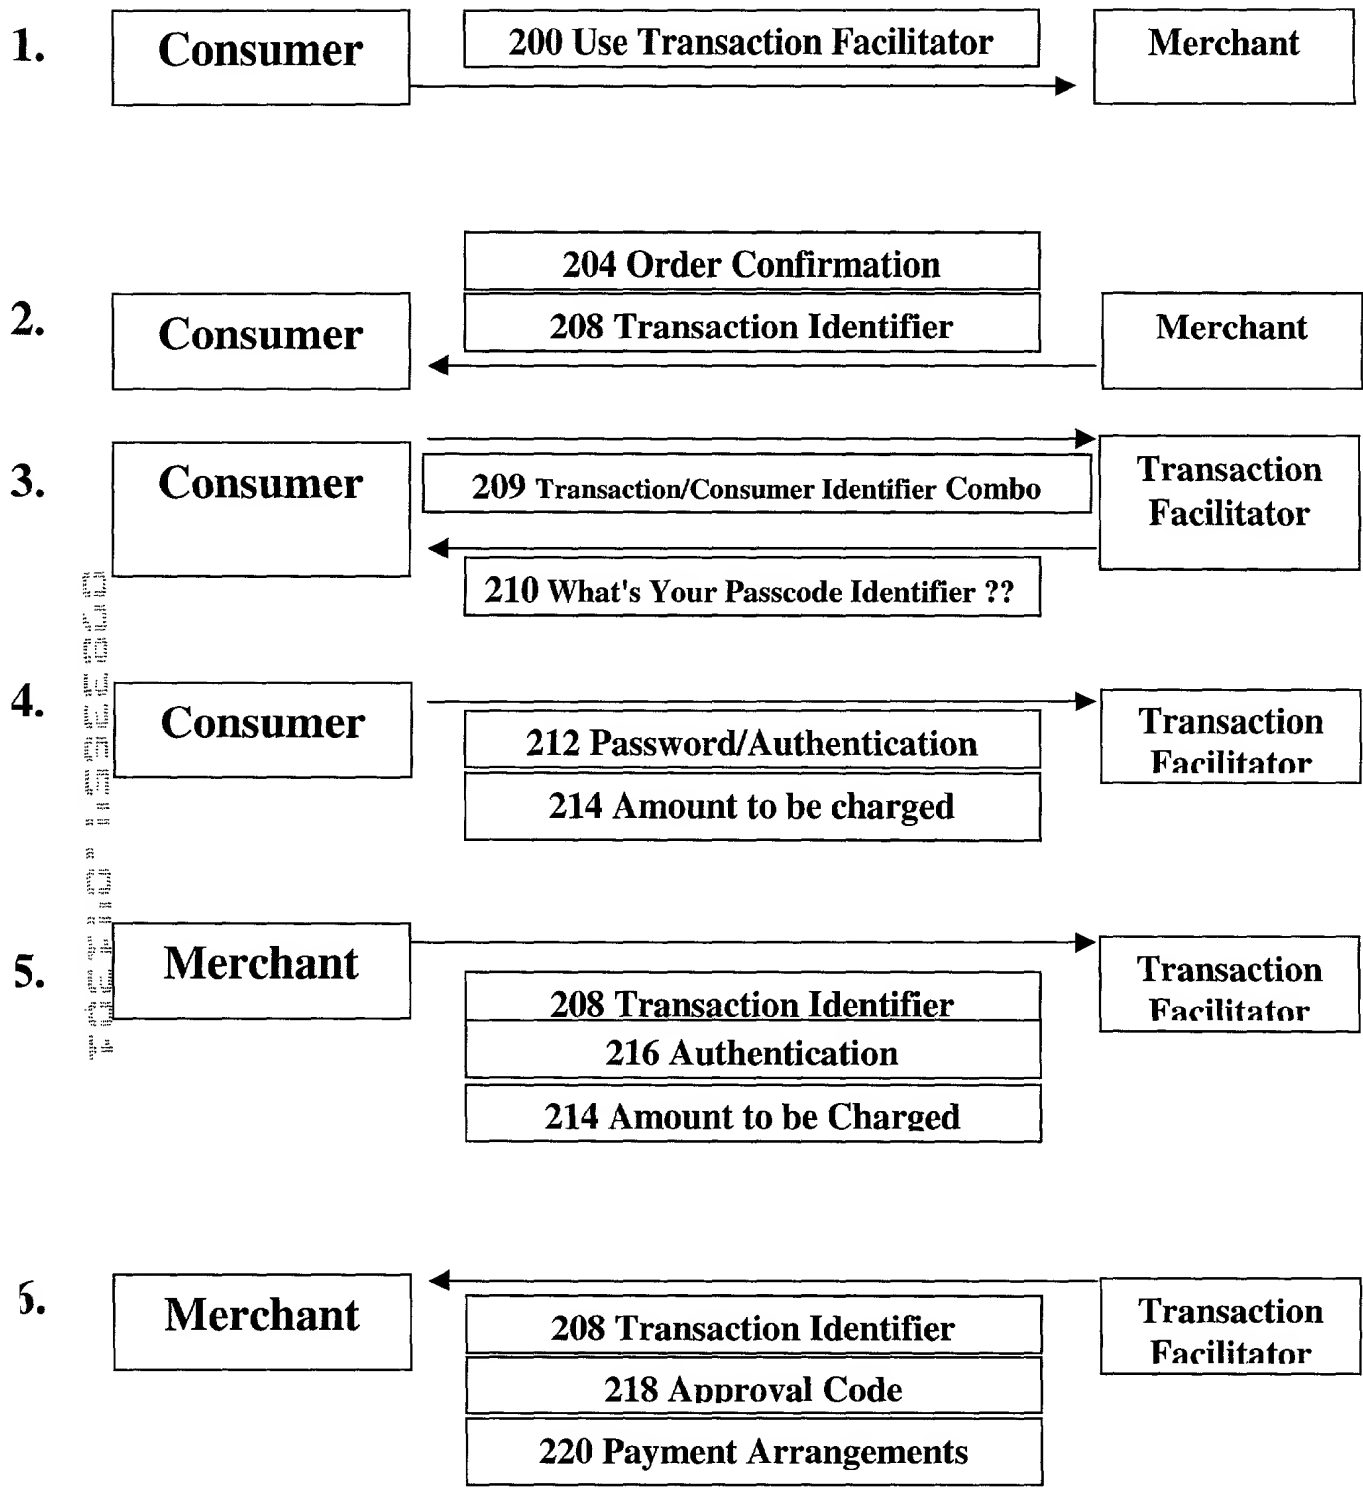 1.
Consumer
200 Use Transaction Facilitator
Merchant
2.
Consumer
204 Order Confirmation
208 Transaction Identifier
Merchant
3.
Consumer
209 Transaction/Consumer Identifier Combo
210 What's Your Passcode Identifier ??
Transaction
Facilitator
4.
Consumer
212 Password/Authentication
214 Amount to be charged
Transaction
Facilitator
5.
Merchant
208 Transaction Identifier
216 Authentication
214 Amount to be Charged
Transaction
Facilitator
6.
Merchant
208 Transaction Identifier
218 Approval Code
220 Payment Arrangements
Transaction
Facilitator